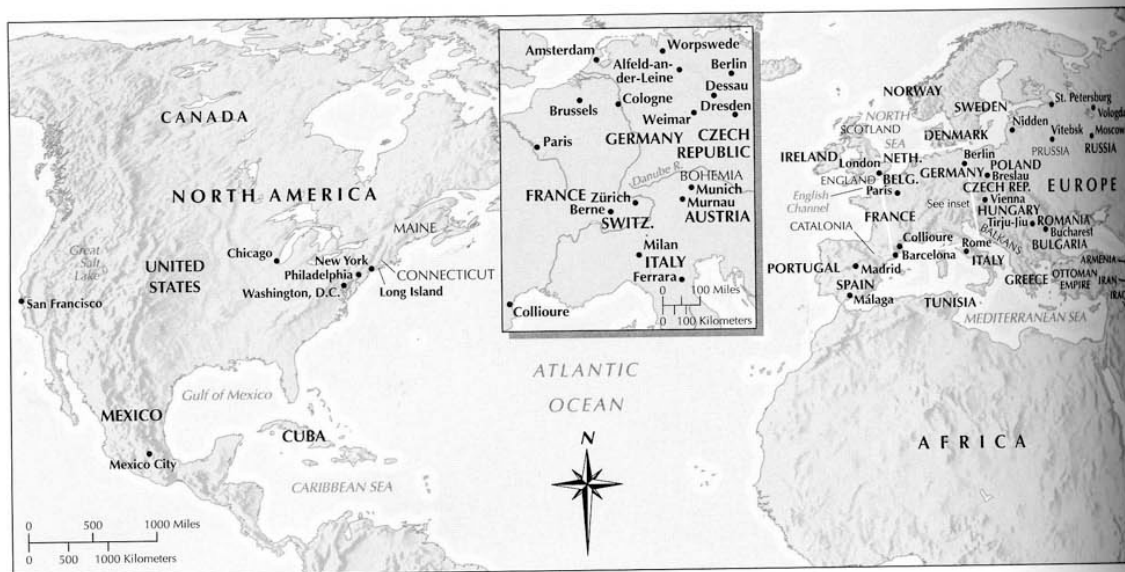 CANADA
NORTH AMERICA
Great
Salt
Lake
UNITED
STATES
San Francisco
Chicago
New York
Philadelphia
Washington, D.C.
MAINE
CONNECTICUT
Long Island
MEXICO
Mexico City
Gulf of Mexico
CUBA
CARIBBEAN SEA
0 500 1000 Miles
0 500 1000 Kilometers
Amsterdam
Worpswede
Alfeld-an-
der-Leine
Berlin
Dessau
Brussels
Cologne
Dresden
Weimar
Paris
GERMANY
CZECH
REPUBLIC
Danube R.
BOHEMIA
FRANCE
Zürich
Munich
Murnau
Berne
SWITZ.
AUSTRIA
Milan
ITALY
Ferrara
0 100 Miles
0 100 Kilometers
Collioure
ATLANTIC
OCEAN
N
NORWAY
SWEDEN
St. Petersburg
Vologda
NORTH
SEA
SCOTLAND
DENMARK
Nidden
Vitebsk
Moscow
PRUSSIA
RUSSIA
IRELAND
London
NETH.
Berlin
POLAND
ENGLAND
BELG.
GERMANY
Breslau
English
Channel
Paris
CZECH REP.
EUROPE
See inset
Vienna
FRANCE
HUNGARY
Tirju-Jiu
ROMANIA
Bucharest
CATALONIA
BALKANS
BULGARIA
Collioure
Barcelona
Rome
ITALY
PORTUGAL
Madrid
SPAIN
Málaga
GREECE
OTTOMAN
EMPIRE
ARMENIA
IRAN
IRAQ
TUNISIA
MEDITERRANEAN SEA
AFRICA